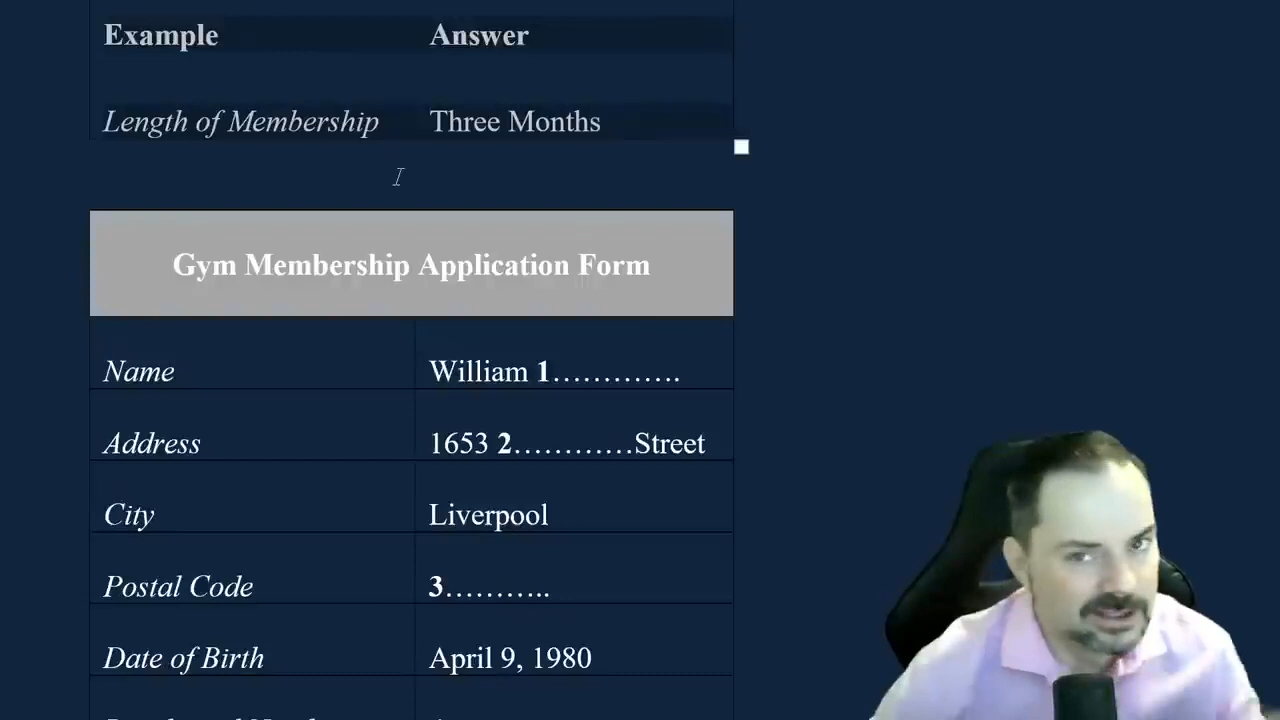 Example Answer
Length of Membership Three Months
Gym Membership Application Form
Name William 1………….
Address 1653 2…………Street
City Liverpool
Postal Code 3………..
Date of Birth April 9, 1980